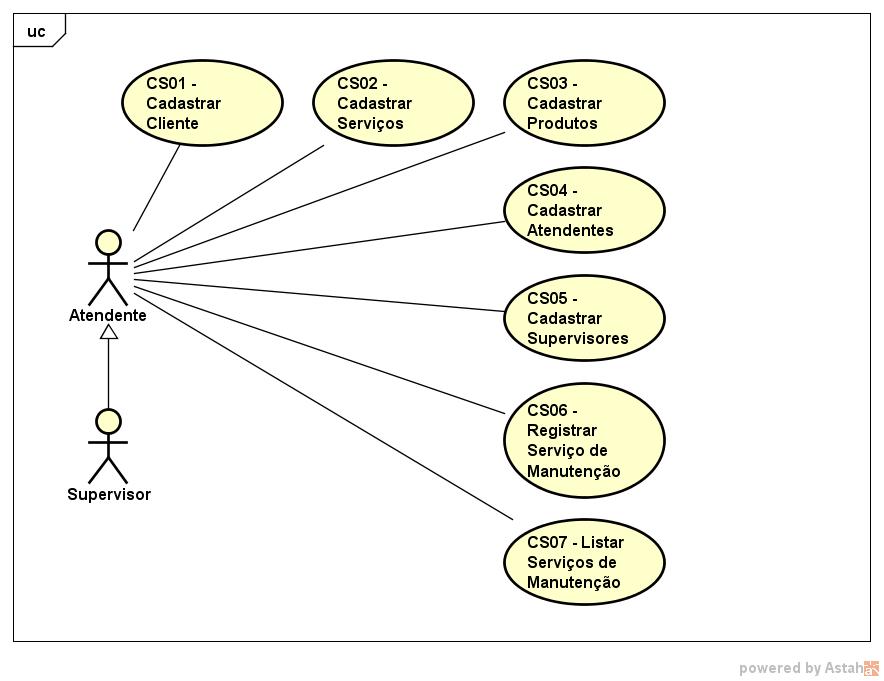 uc
CS01 -
Cadastrar
Cliente
CS02 -
Cadastrar
Serviços
CS03 -
Cadastrar
Produtos
CS04 -
Cadastrar
Atendentes
Atendente
CS05 -
Cadastrar
Supervisores
CS06 -
Registrar
Serviço de
Manutenção
Supervisor
CS07 - Listar
Serviços de
Manutenção
powered by Astah